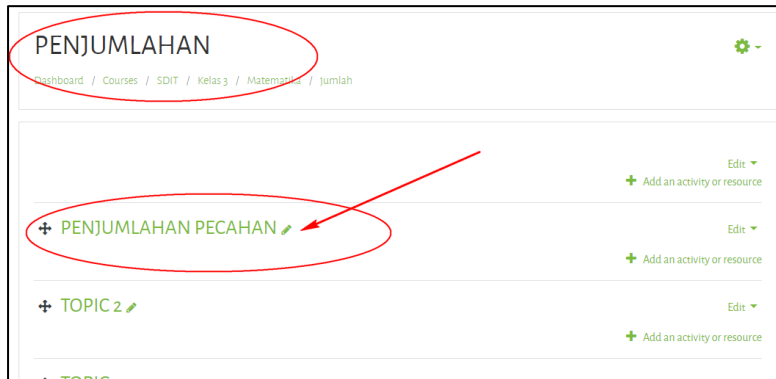 PENJUMLAHAN
Dashboard / Courses / SDIT / Kelas 3 / Matematika / Jumlah
Edit
Add an activity or resource
PENJUMLAHAN PECAHAN
Edit
Add an activity or resource
TOPIC 2
Edit
Add an activity or resource